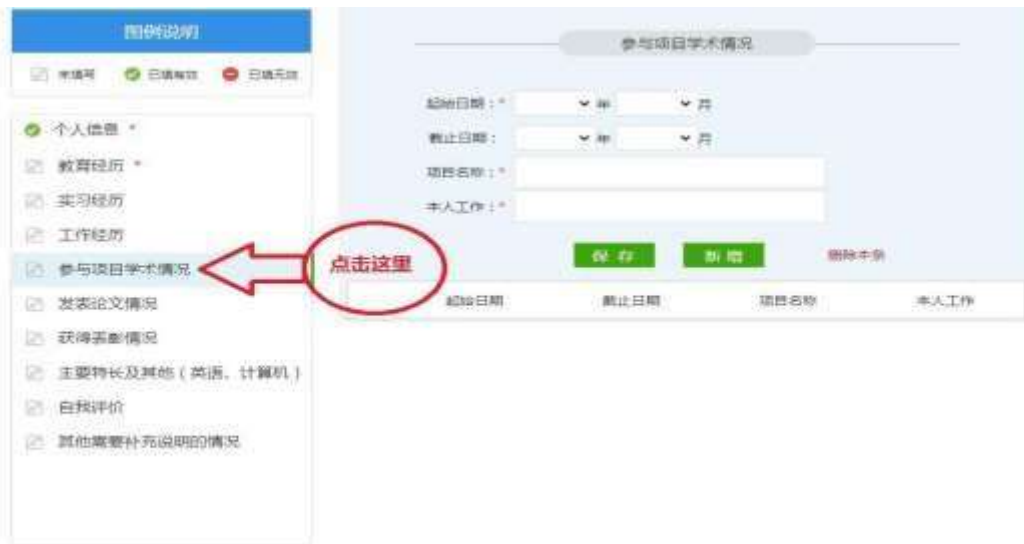 图例说明
未填写 已填有效 已填无效
个人信息 *
教育经历 *
实习经历
工作经历
参与项目学术情况
发表论文情况
获得表彰情况
主要特长及其他(英语、计算机)
自我评价
其他需要补充说明的情况
点击这里
参与项目学术情况
起始日期:* 年 月
截止日期: 年 月
项目名称:*
本人工作:*
保存 新增 删除本条
起始日期 截止日期 项目名称 本人工作